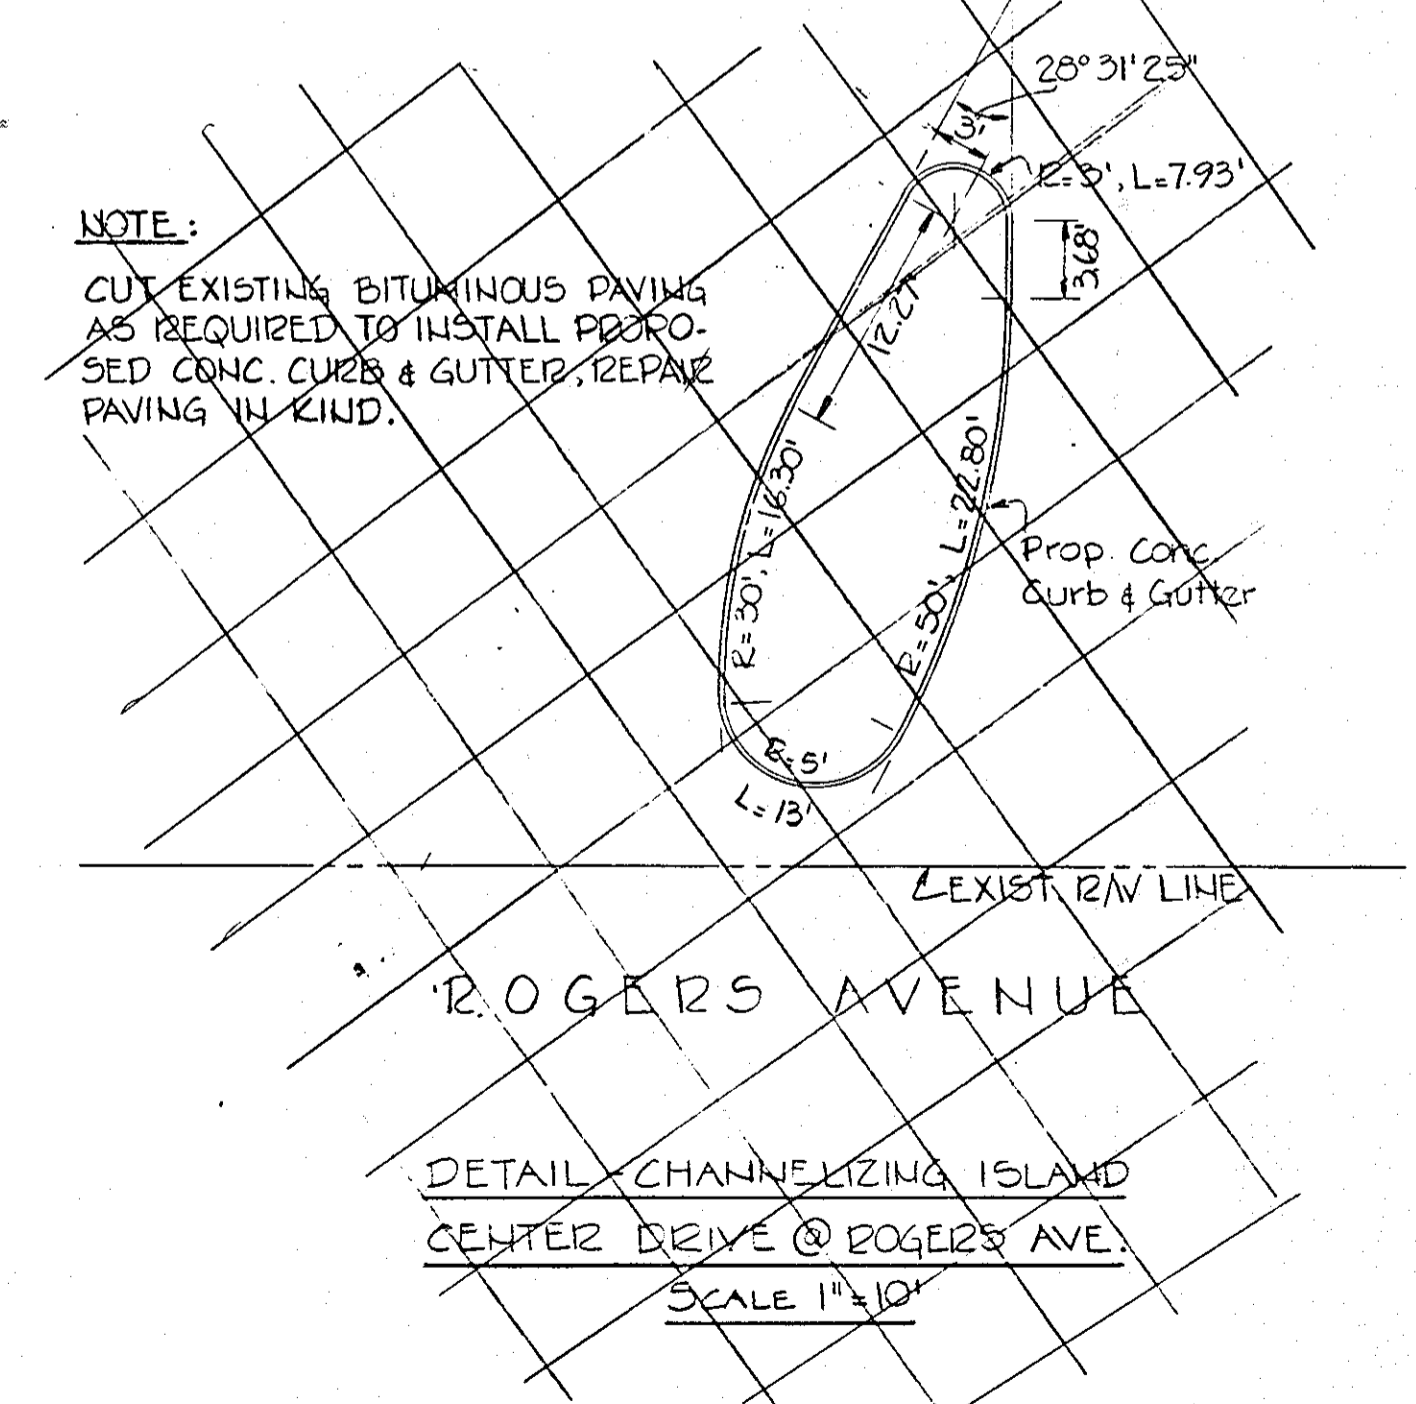 28°31'25"
3'
R=3', L=7.93'
3.68'
NOTE:
CUT EXISTING BITUMINOUS PAVING
AS REQUIRED TO INSTALL PROPO-
SED CONC. CURB & GUTTER, REPAIR
PAVING IN KIND.
12.27'
R=30', L=16.30'
R=50', L=22.80'
Prop. Conc.
Curb & Gutter
R=5'
L=13'
EXIST. R/W LINE
ROGERS AVENUE
DETAIL-CHANNELIZING ISLAND
CENTER DRIVE @ ROGERS AVE.
SCALE 1"=10'